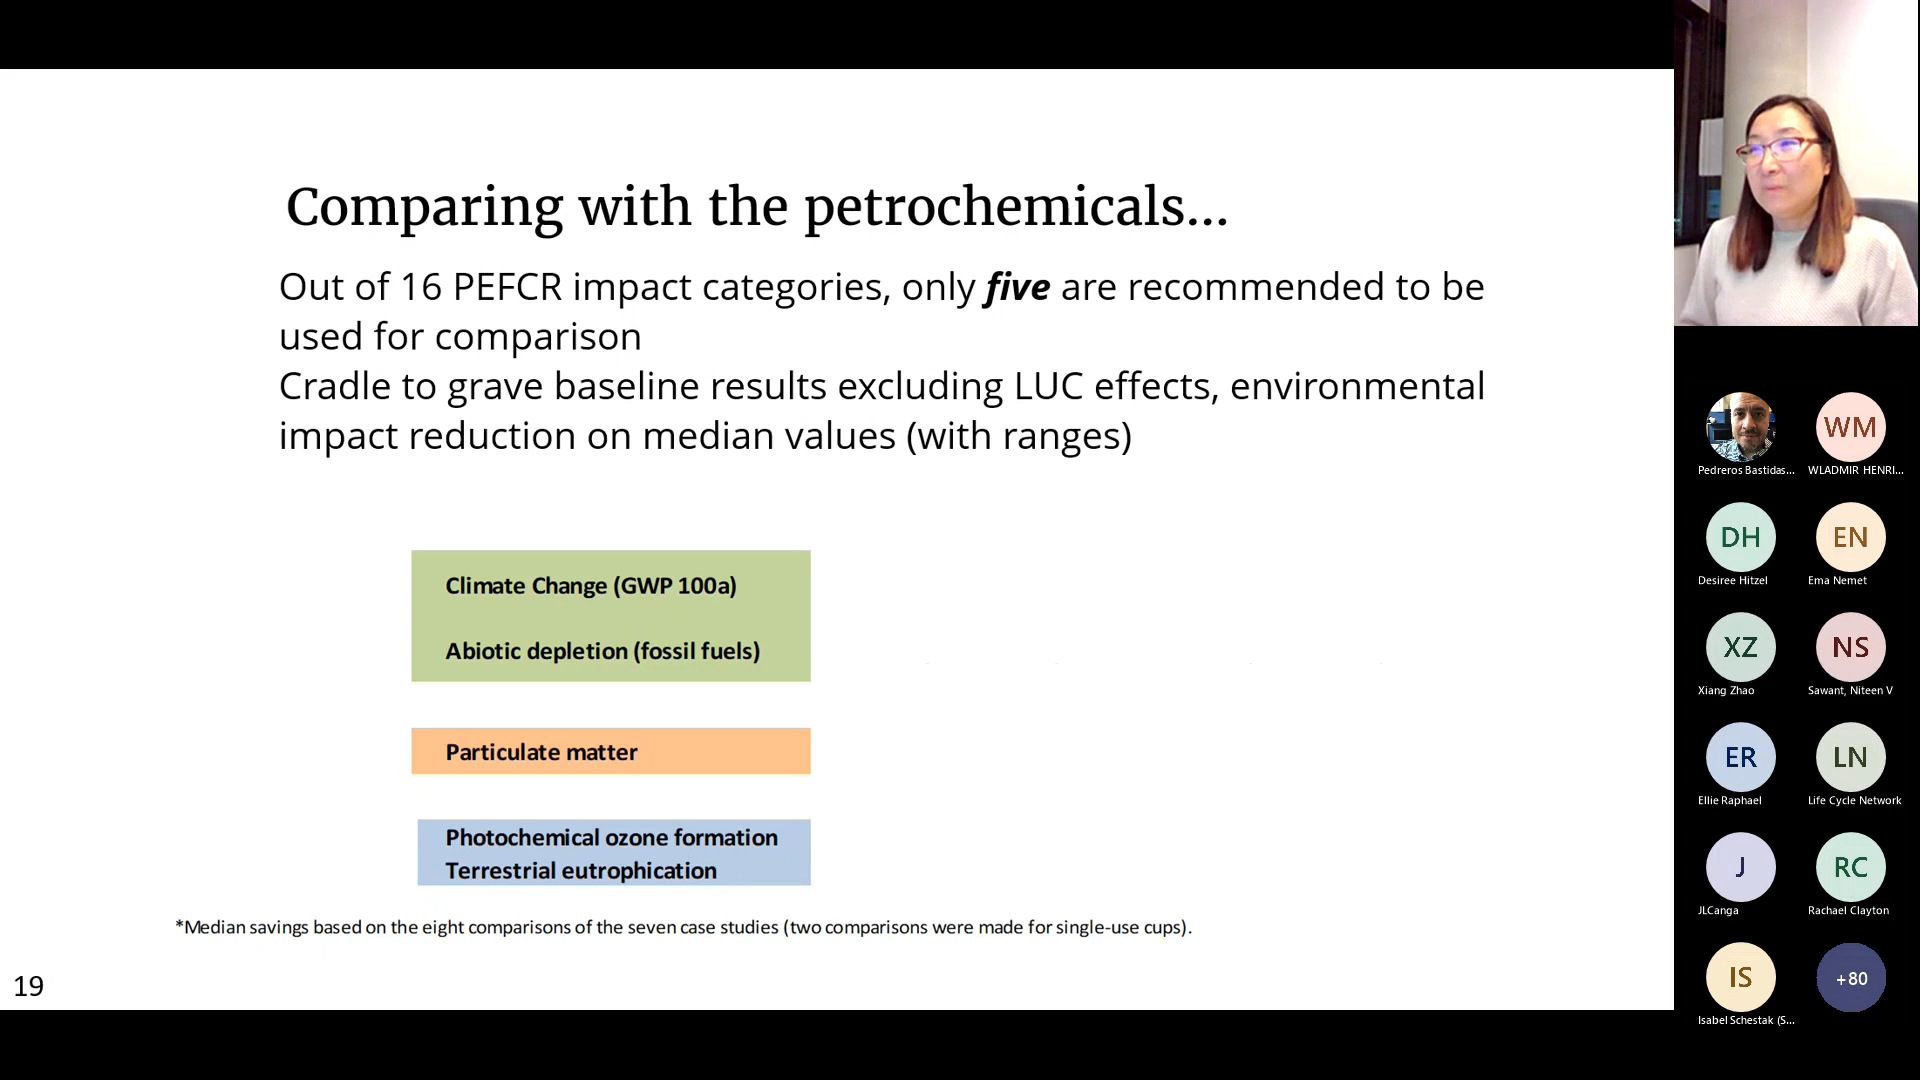 Comparing with the petrochemicals...
Out of 16 PEFCR impact categories, only five are recommended to be
used for comparison
Cradle to grave baseline results excluding LUC effects, environmental
impact reduction on median values (with ranges)
Climate Change (GWP 100a)
Abiotic depletion (fossil fuels)
Particulate matter
Photochemical ozone formation
Terrestrial eutrophication
*Median savings based on the eight comparisons of the seven case studies (two comparisons were made for single-use cups).
19
Pedreros Bastidas...
WM
WLADMIR HENRI...
DH
Desiree Hitzel
EN
Ema Nemet
XZ
Xiang Zhao
NS
Sawant, Niteen V
ER
Ellie Raphael
LN
Life Cycle Network
J
JLCanga
RC
Rachael Clayton
IS
Isabel Schestak (S...
+80